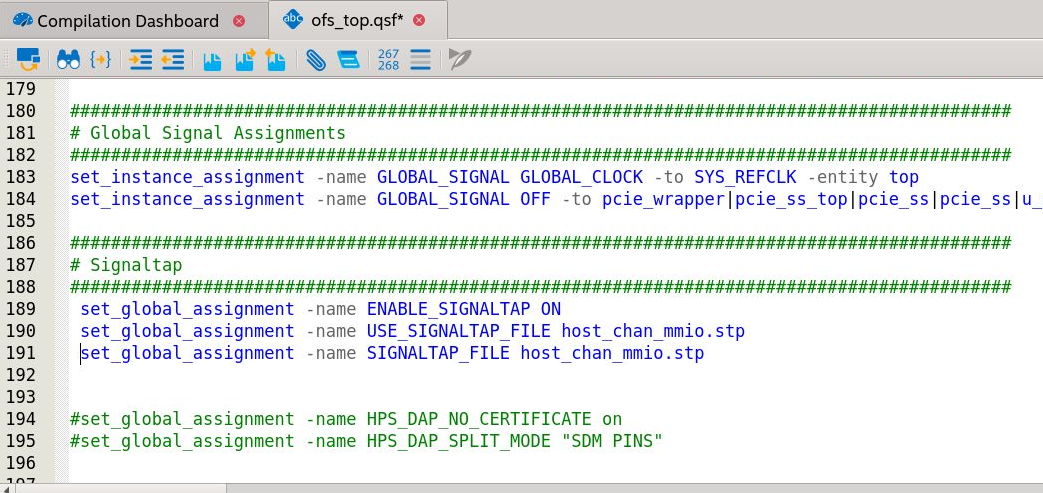 Compilation Dashboard
ofs_top.qsf*
abc
267
268
179
180 ############################################################################################
181 # Global Signal Assignments
182 ############################################################################################
183 set_instance_assignment -name GLOBAL_SIGNAL GLOBAL_CLOCK -to SYS_REFCLK -entity top
184 set_instance_assignment -name GLOBAL_SIGNAL OFF -to pcie_wrapper|pcie_ss_top|pcie_ss|pcie_ss|u_
185
186 ############################################################################################
187 # Signaltap
188 ############################################################################################
189 set_global_assignment -name ENABLE_SIGNALTAP ON
190 set_global_assignment -name USE_SIGNALTAP_FILE host_chan_mmio.stp
191 set_global_assignment -name SIGNALTAP_FILE host_chan_mmio.stp
192
193
194 #set_global_assignment -name HPS_DAP_NO_CERTIFICATE on
195 #set_global_assignment -name HPS_DAP_SPLIT_MODE "SDM PINS"
196
197